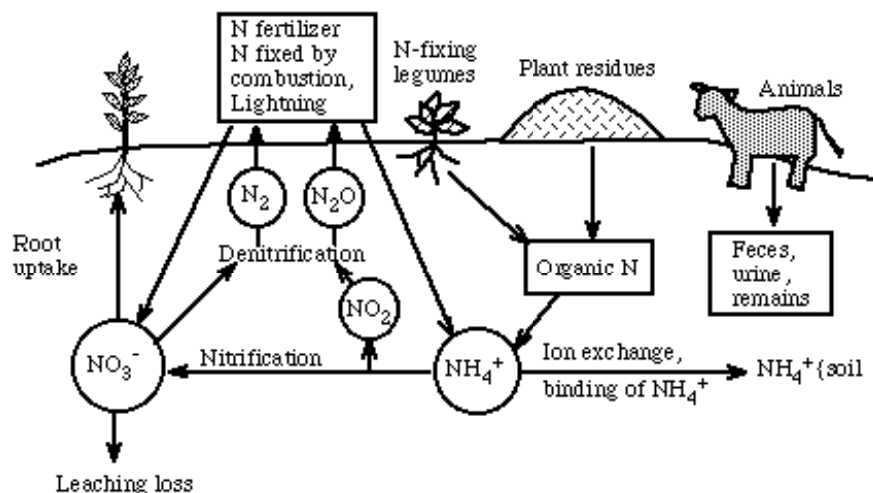 N fertilizer
N fixed by
combustion,
Lightning
N-fixing
legumes
Plant residues
Animals
N₂
N₂O
Root
uptake
Denitrification
Organic N
Feces,
urine,
remains
NO₂
NO₃⁻
Nitrification
NH₄⁺
Ion exchange,
binding of NH₄⁺
NH₄⁺{soil
Leaching loss